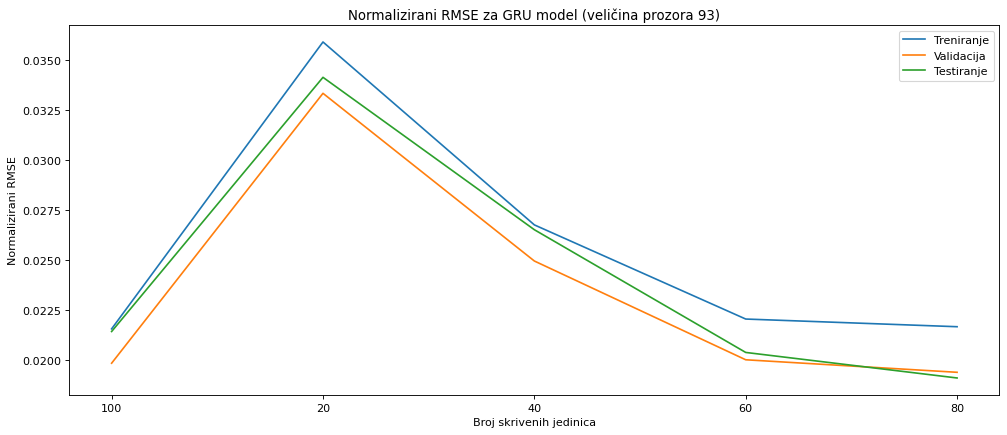 Normalizirani RMSE za GRU model (veličina prozora 93)
Treniranje
Validacija
Testiranje
Normalizirani RMSE
0.0350
0.0325
0.0300
0.0275
0.0250
0.0225
0.0200
100 20 40 60 80
Broj skrivenih jedinica